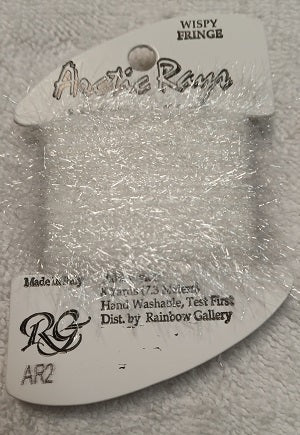 WISPY
FRINGE
Arctic Rays
Made in Italy
8 Yards (7.3 Meters)
Hand Washable, Test First
Dist. by Rainbow Gallery
RG
AR2